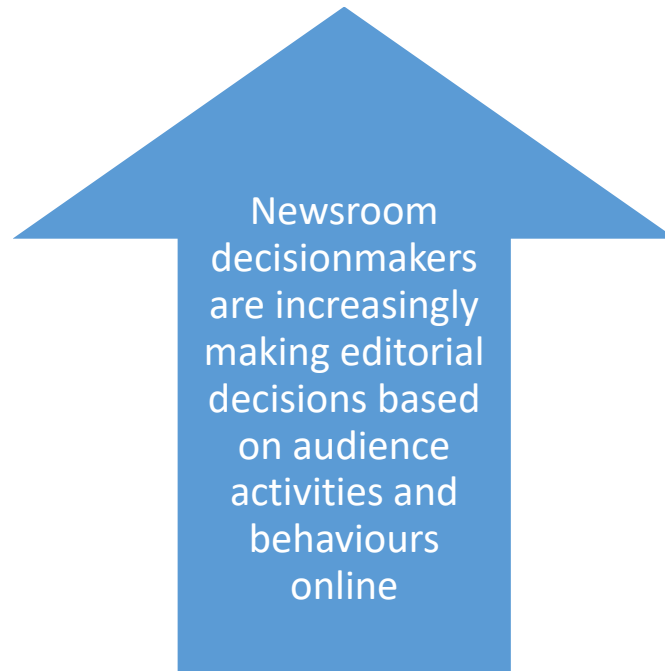 Newsroom
decisionmakers
are increasingly
making editorial
decisions based
on audience
activities and
behaviours
online